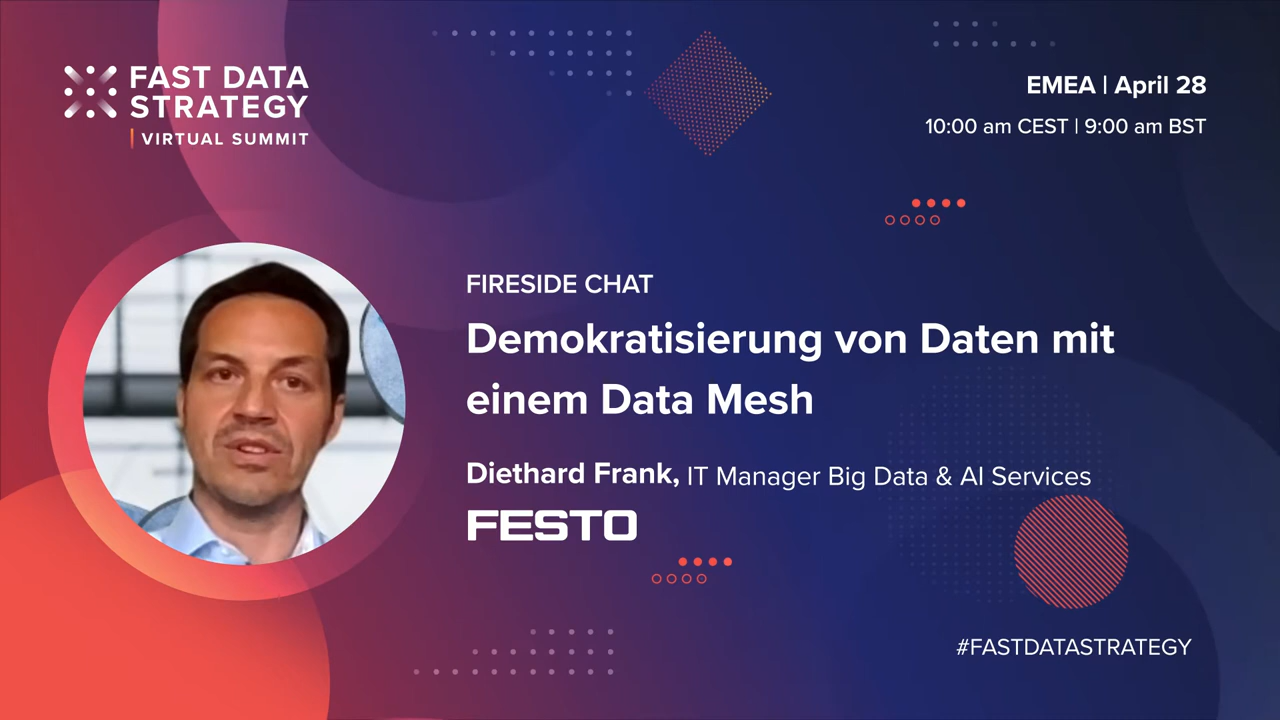 FAST DATA
STRATEGY
VIRTUAL SUMMIT
EMEA | April 28
10:00 am CEST | 9:00 am BST
FIRESIDE CHAT
Demokratisierung von Daten mit
einem Data Mesh
Diethard Frank, IT Manager Big Data & AI Services
FESTO
#FASTDATASTRATEGY